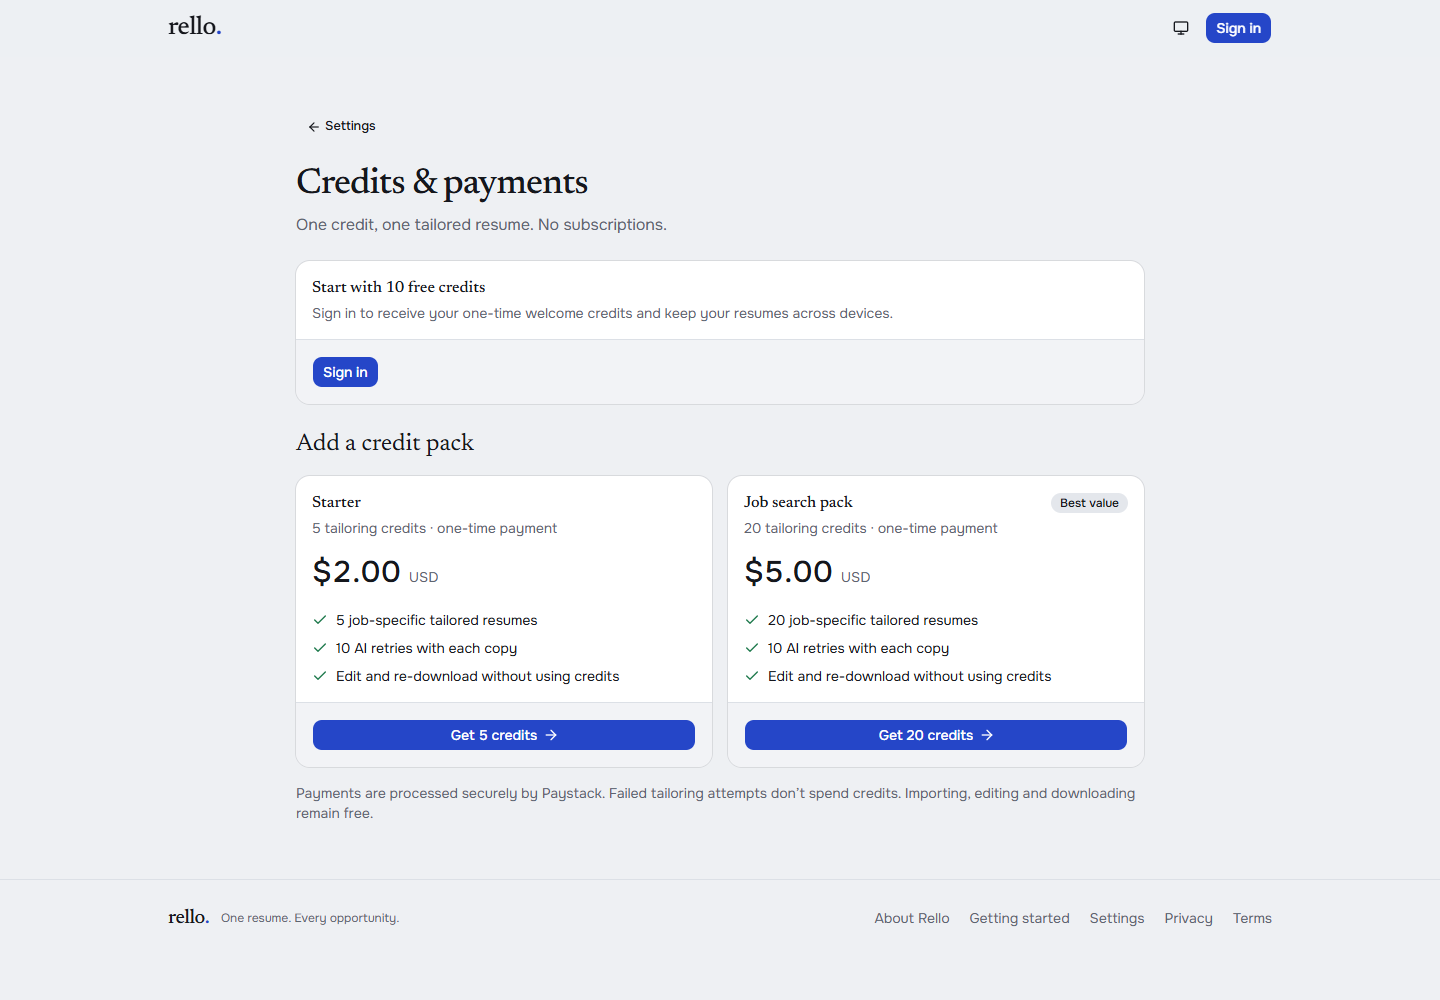 rello.
Sign in
Settings
Credits & payments
One credit, one tailored resume. No subscriptions.
Start with 10 free credits
Sign in to receive your one-time welcome credits and keep your resumes across devices.
Sign in
Add a credit pack
Starter
5 tailoring credits · one-time payment
$2.00 USD
5 job-specific tailored resumes
10 AI retries with each copy
Edit and re-download without using credits
Get 5 credits
Job search pack
Best value
20 tailoring credits · one-time payment
$5.00 USD
20 job-specific tailored resumes
10 AI retries with each copy
Edit and re-download without using credits
Get 20 credits
Payments are processed securely by Paystack. Failed tailoring attempts don’t spend credits. Importing, editing and downloading
remain free.
rello. One resume. Every opportunity.
About Rello Getting started Settings Privacy Terms